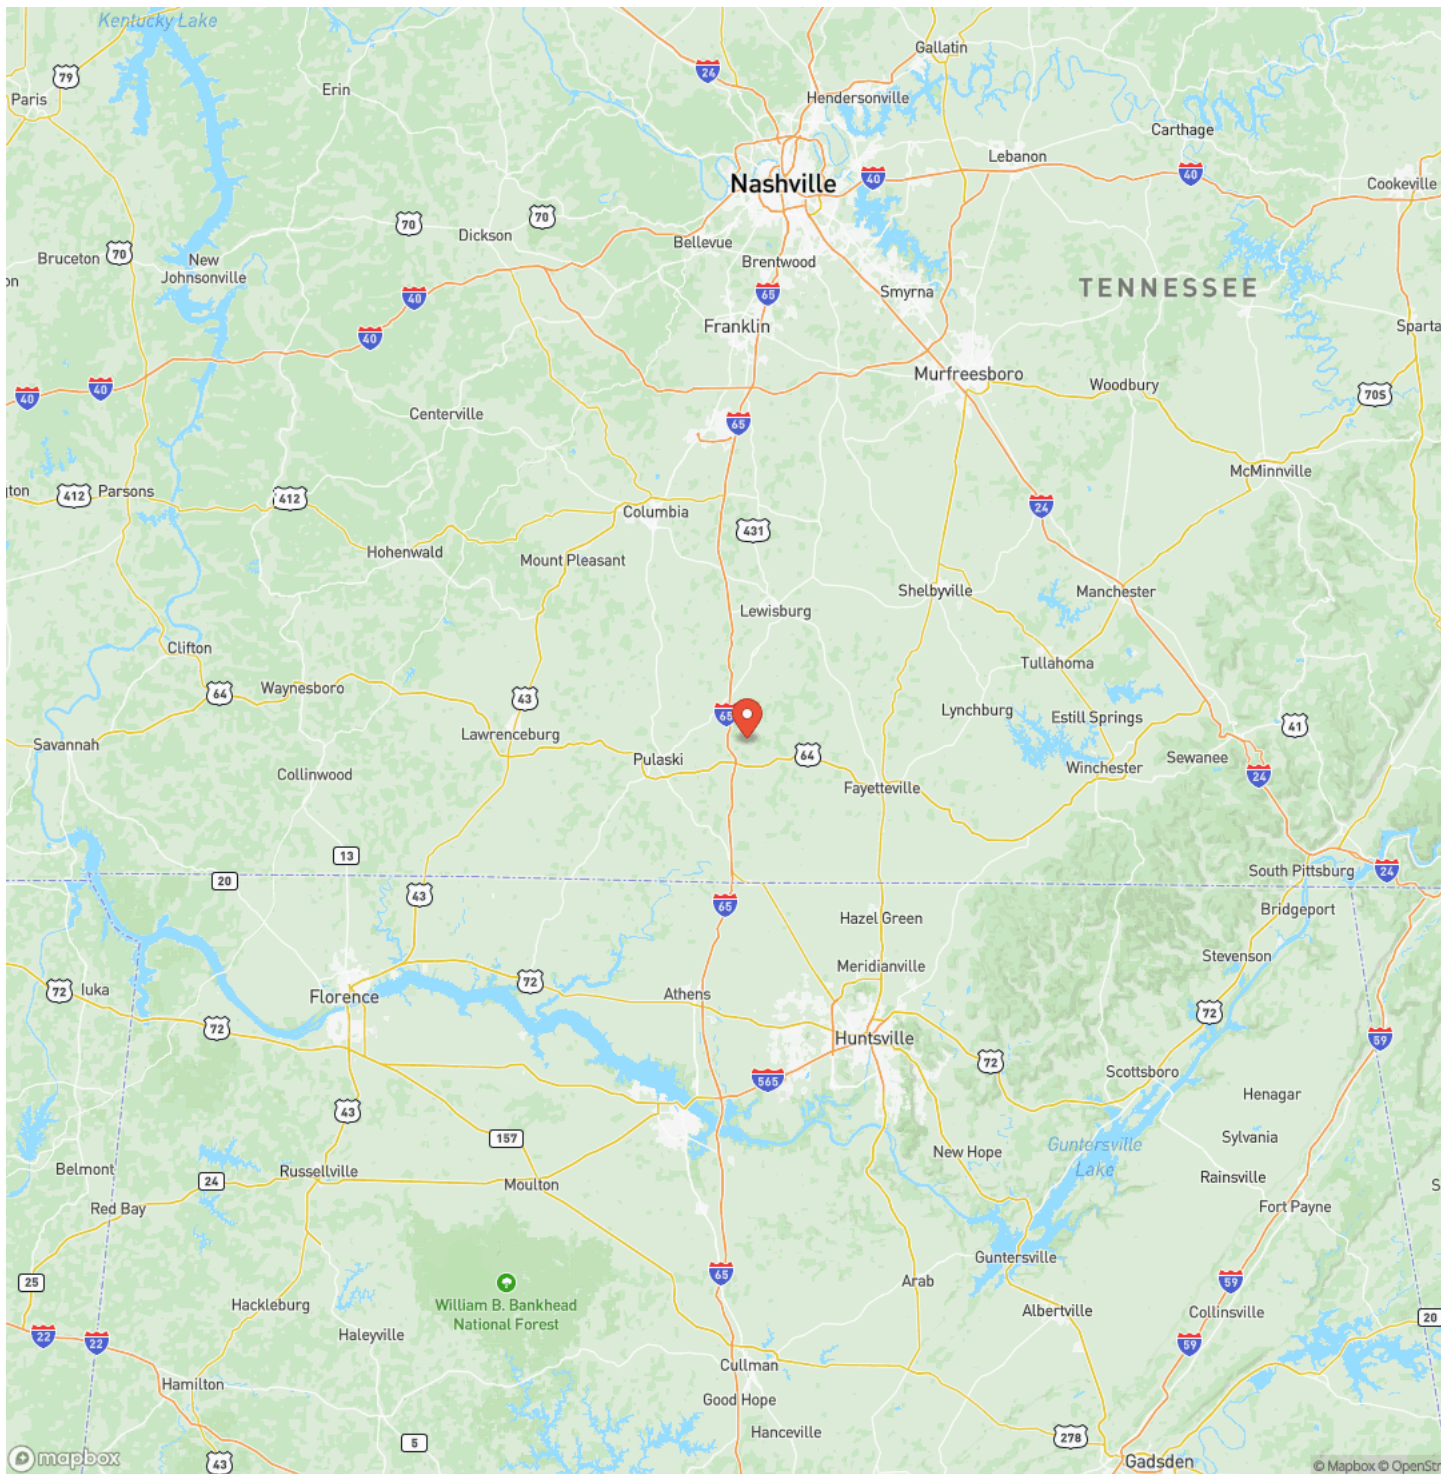 Kentucky Lake
Gallatin
79
24
Erin
Paris
Hendersonville
Carthage
Lebanon
Nashville
40
40
Cookeville
70
70
Dickson
Bellevue
Bruceton
70
New
Johnsonville
Brentwood
on
40
65
Smyrna
TENNESSEE
Franklin
Sparta
40
Murfreesboro
Woodbury
40
40
705
Centerville
65
McMinnville
gton
412
Parsons
412
24
Columbia
431
Hohenwald
Mount Pleasant
Shelbyville
Manchester
Lewisburg
Clifton
Tullahoma
64
Waynesboro
43
65
Lynchburg
Estill Springs
41
Savannah
Lawrenceburg
Pulaski
64
Sewanee
Collinwood
Winchester
24
Fayetteville
13
20
South Pittsburg
24
43
65
Hazel Green
Bridgeport
Meridianville
Stevenson
72
Iuka
72
Florence
Athens
72
72
Huntsville
59
72
565
Scottsboro
Henagar
43
157
Sylvania
Guntersville
Lake
New Hope
Belmont
Russellville
24
Moulton
Rainsville
S
Red Bay
Fort Payne
Guntersville
25
65
Arab
59
William B. Bankhead
National Forest
Hackleburg
Albertville
Collinsville
20
22
22
Haleyville
59
Cullman
Hamilton
Good Hope
Hanceville
278
5
mapbox
43
Gadsden
© Mapbox © OpenStr